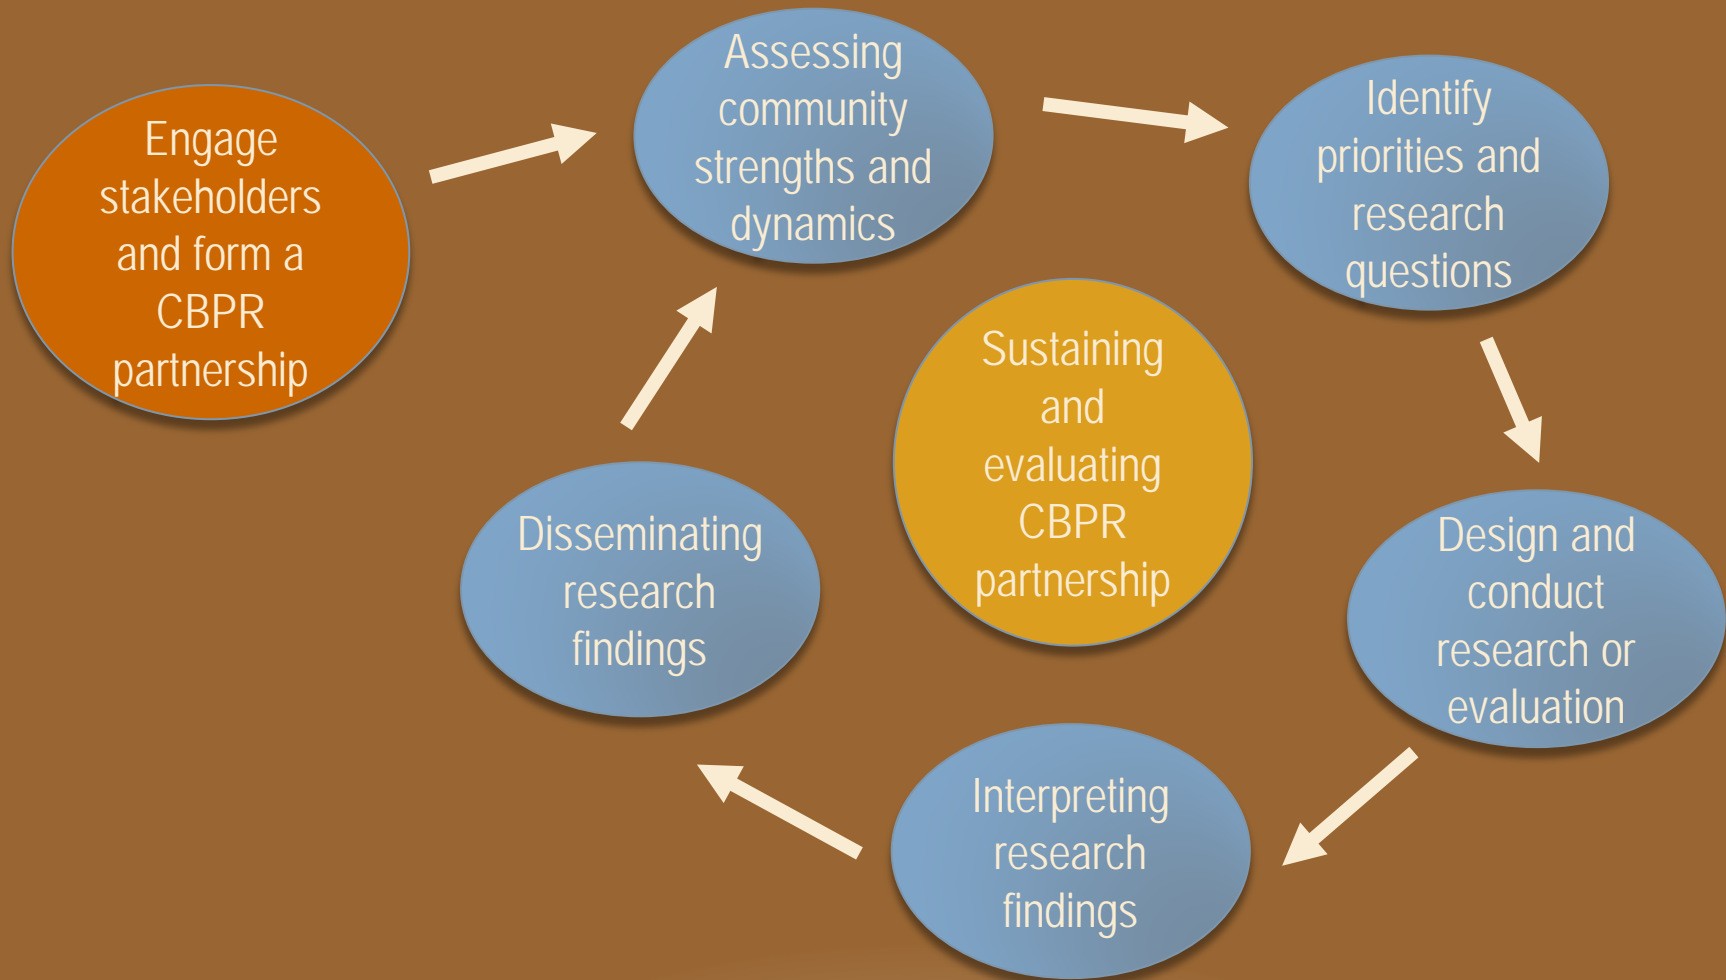 Engage
stakeholders
and form a
CBPR
partnership
Assessing
community
strengths and
dynamics
Identify
priorities and
research
questions
Sustaining
and
evaluating
CBPR
partnership
Design and
conduct
research or
evaluation
Interpreting
research
findings
Disseminating
research
findings